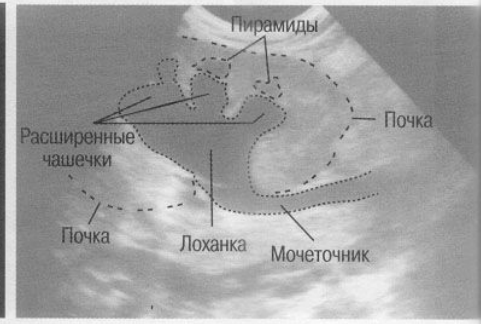 Пирамиды
Почка
Расширенные
чашечки
Почка
Лоханка
Мочеточник